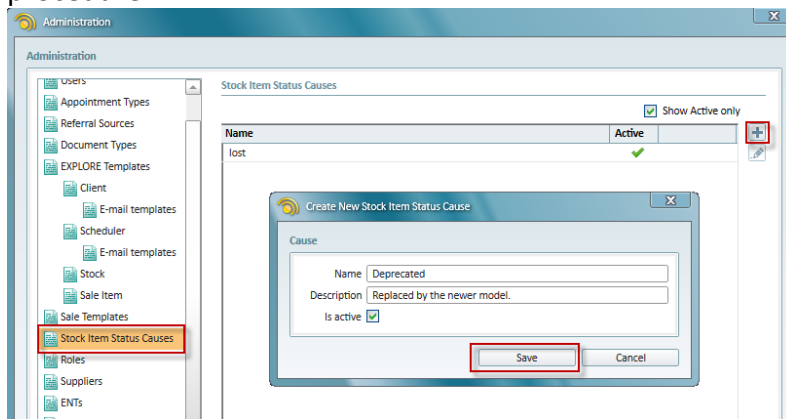 Administration
Administration
Users
Appointment Types
Referral Sources
Document Types
EXPLORE Templates
Client
E-mail templates
Scheduler
E-mail templates
Stock
Sale Item
Sale Templates
Stock Item Status Causes
Roles
Suppliers
ENTs
Stock Item Status Causes
Show Active only
Name Active
lost
Create New Stock Item Status Cause
Cause
Name Deprecated
Description Replaced by the newer model.
Is active
Save Cancel